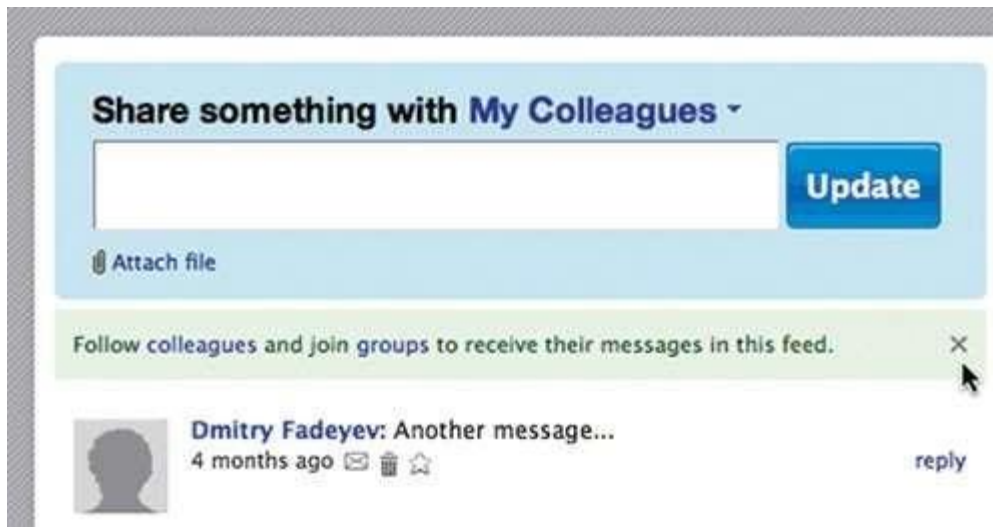 Share something with My Colleagues
Update
Attach file
Follow colleagues and join groups to receive their messages in this feed.
Dmitry Fadeyev: Another message...
4 months ago
reply